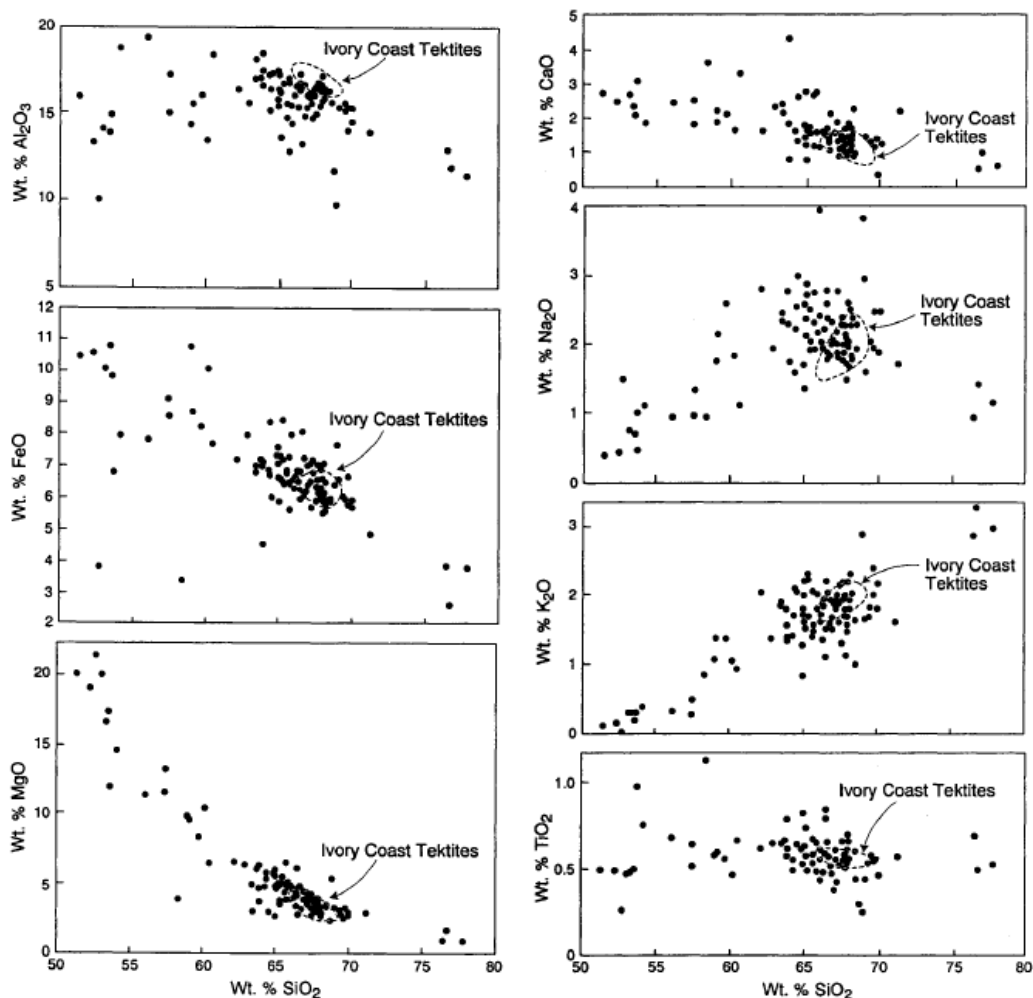 20
15
10
5
Wt. % Al₂O₃
Ivory Coast Tektites
12
11
10
9
8
7
6
5
4
3
2
Wt. % FeO
Ivory Coast Tektites
20
15
10
5
0
Wt. % MgO
Ivory Coast Tektites
50 55 60 65 70 75 80
Wt. % SiO₂
5
4
3
2
1
0
Wt. % CaO
Ivory Coast
Tektites
4
3
2
1
0
Wt. % Na₂O
Ivory Coast
Tektites
3
2
1
0
Wt. % K₂O
Ivory Coast
Tektites
1.0
0.5
0
Wt. % TiO₂
Ivory Coast Tektites
50 55 60 65 70 75 80
Wt. % SiO₂